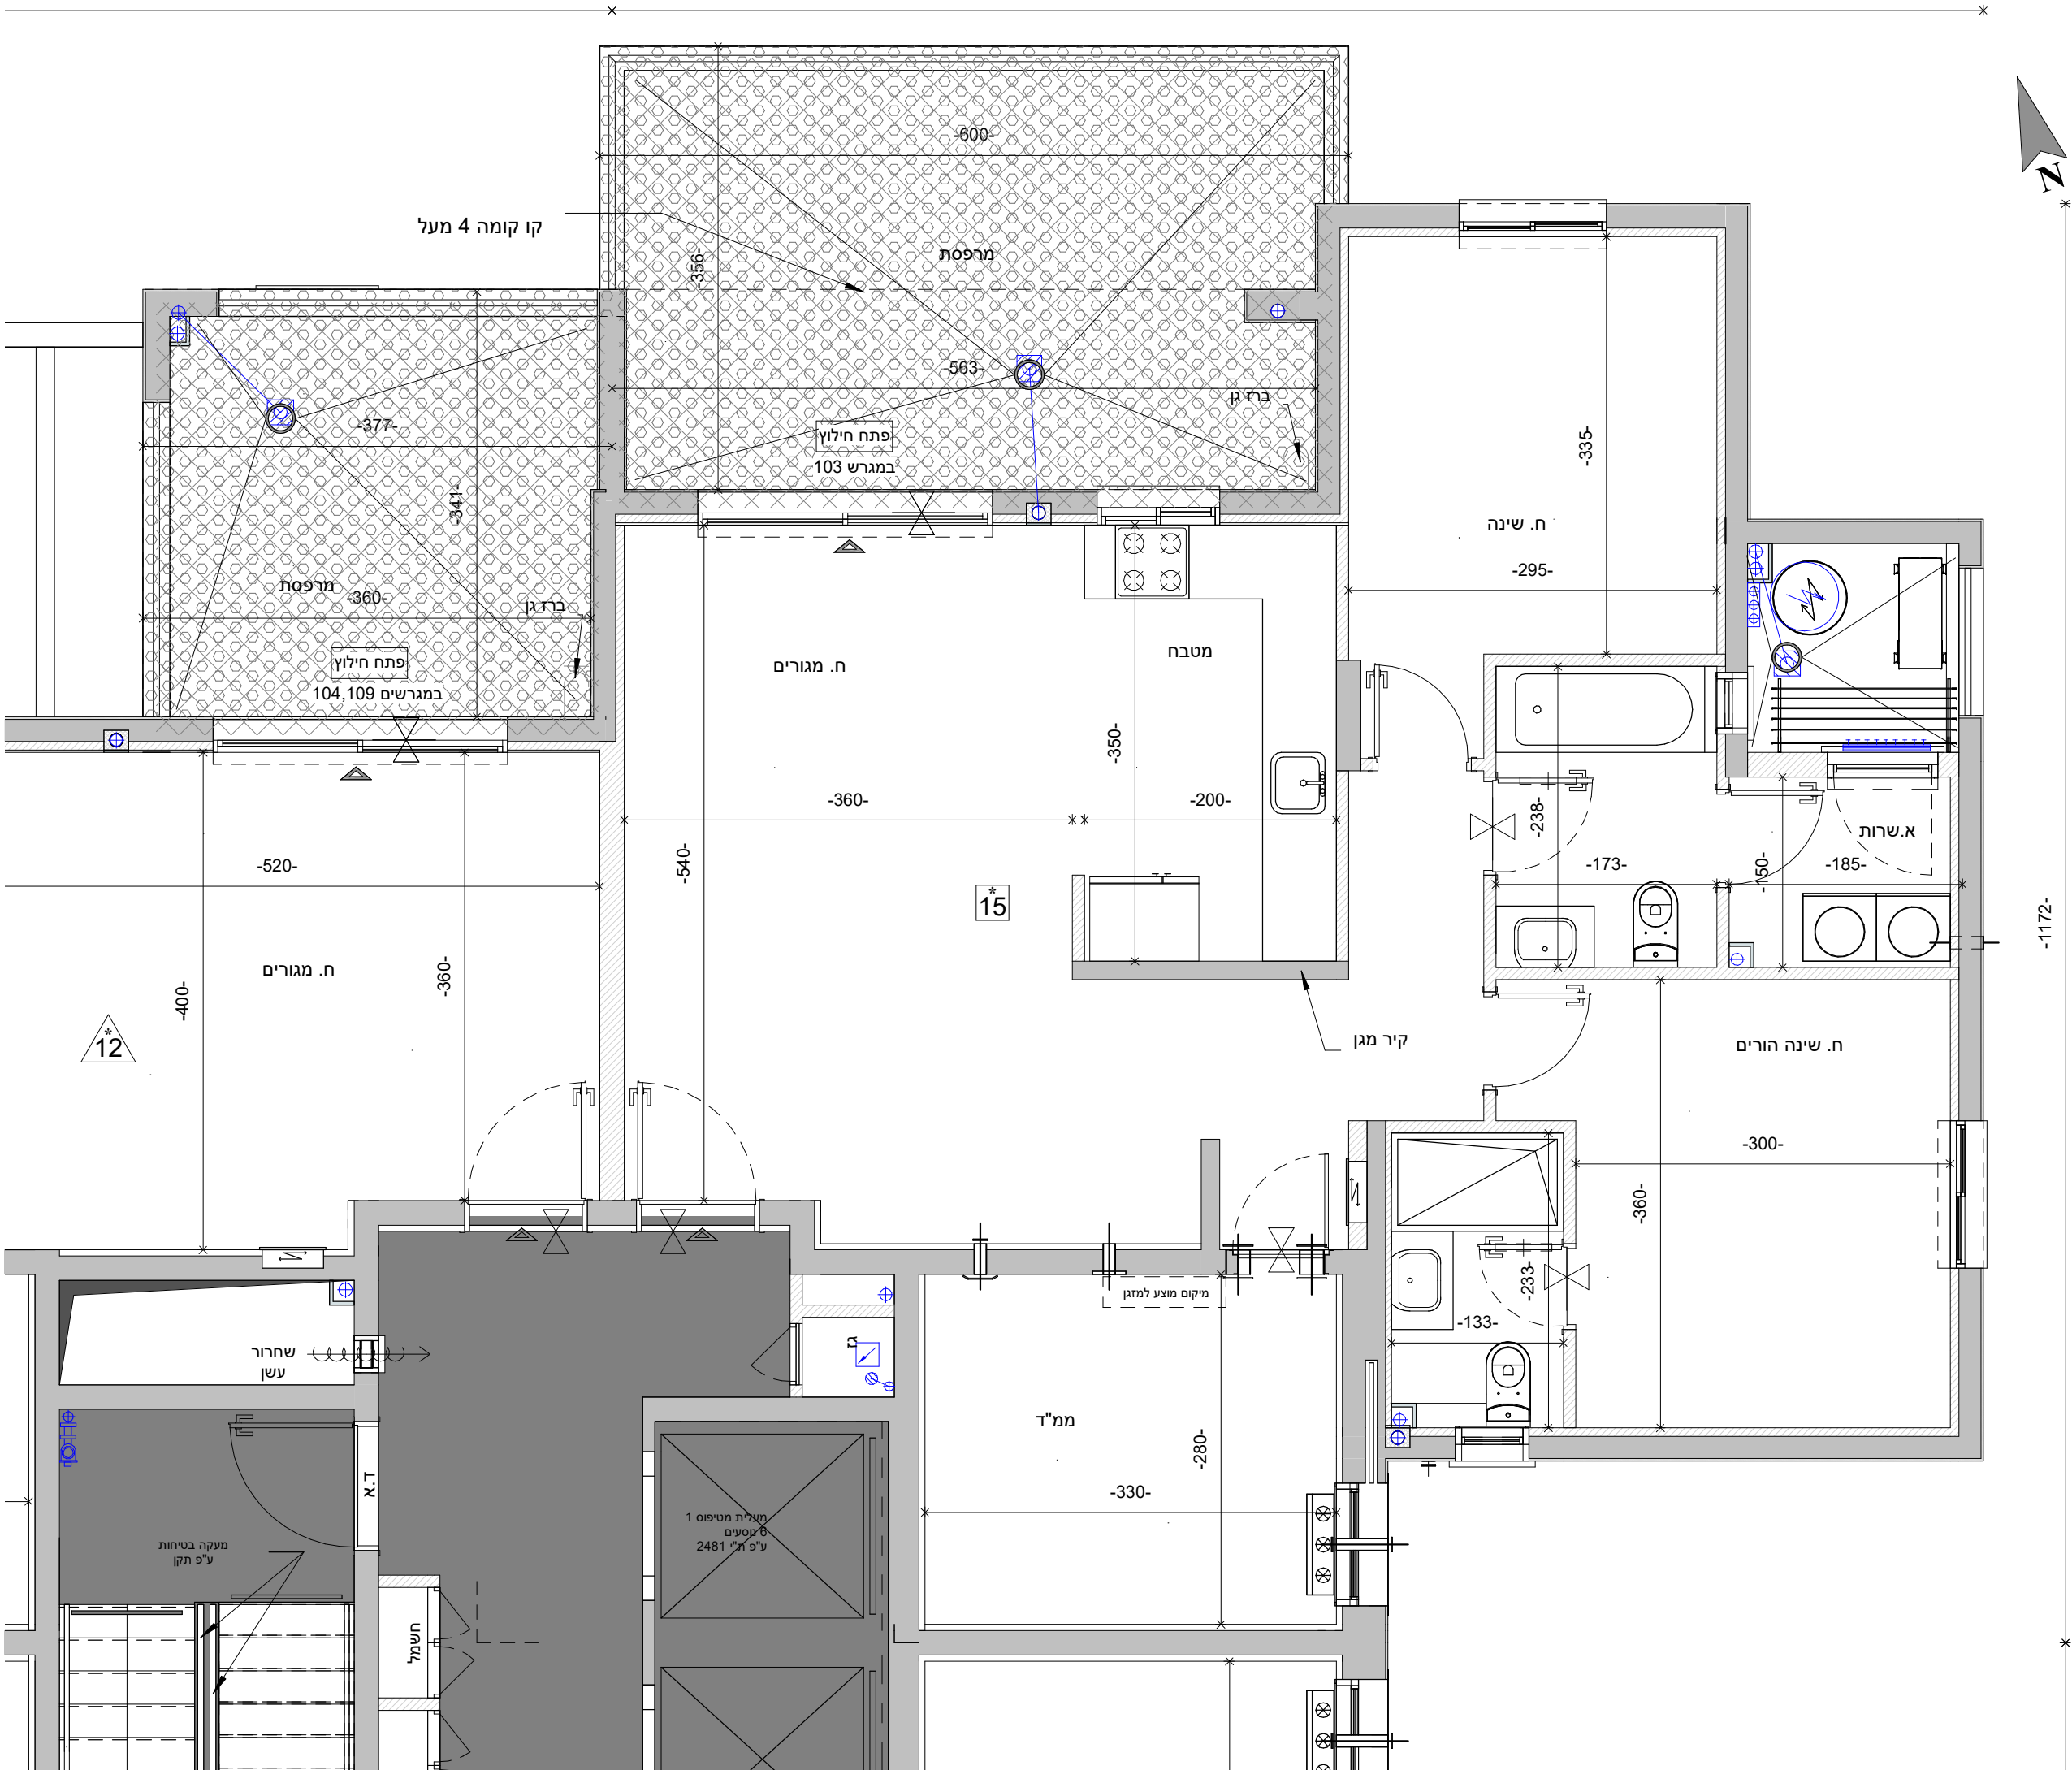 -600-
N
קו קומה 4 מעל
מרפסת
-356-
-563-
ברז גן
-377-
פתח חילוץ
במגרש 103
-335-
-341-
ח. שינה
-295-
מרפסת
-360-
ברז גן
פתח חילוץ
במגרשים 104,109
ח. מגורים
מטבח
-350-
-360-
-200-
-238-
א.שרות
-520-
-540-
-173-
-150-
-185-
*
15
-1172-
ח. מגורים
-360-
-400-
*
12
קיר מגן
ח. שינה הורים
-300-
-360-
-233-
מיקום מוצע למזגן
-133-
שחרור
עשן
גז
ממ"ד
-280-
ד.א
-330-
מעלית מטיפוס 1
6 נוסעים
ע"פ ת"י 2481
מעקה בטיחות
ע"פ תקן
חשמל